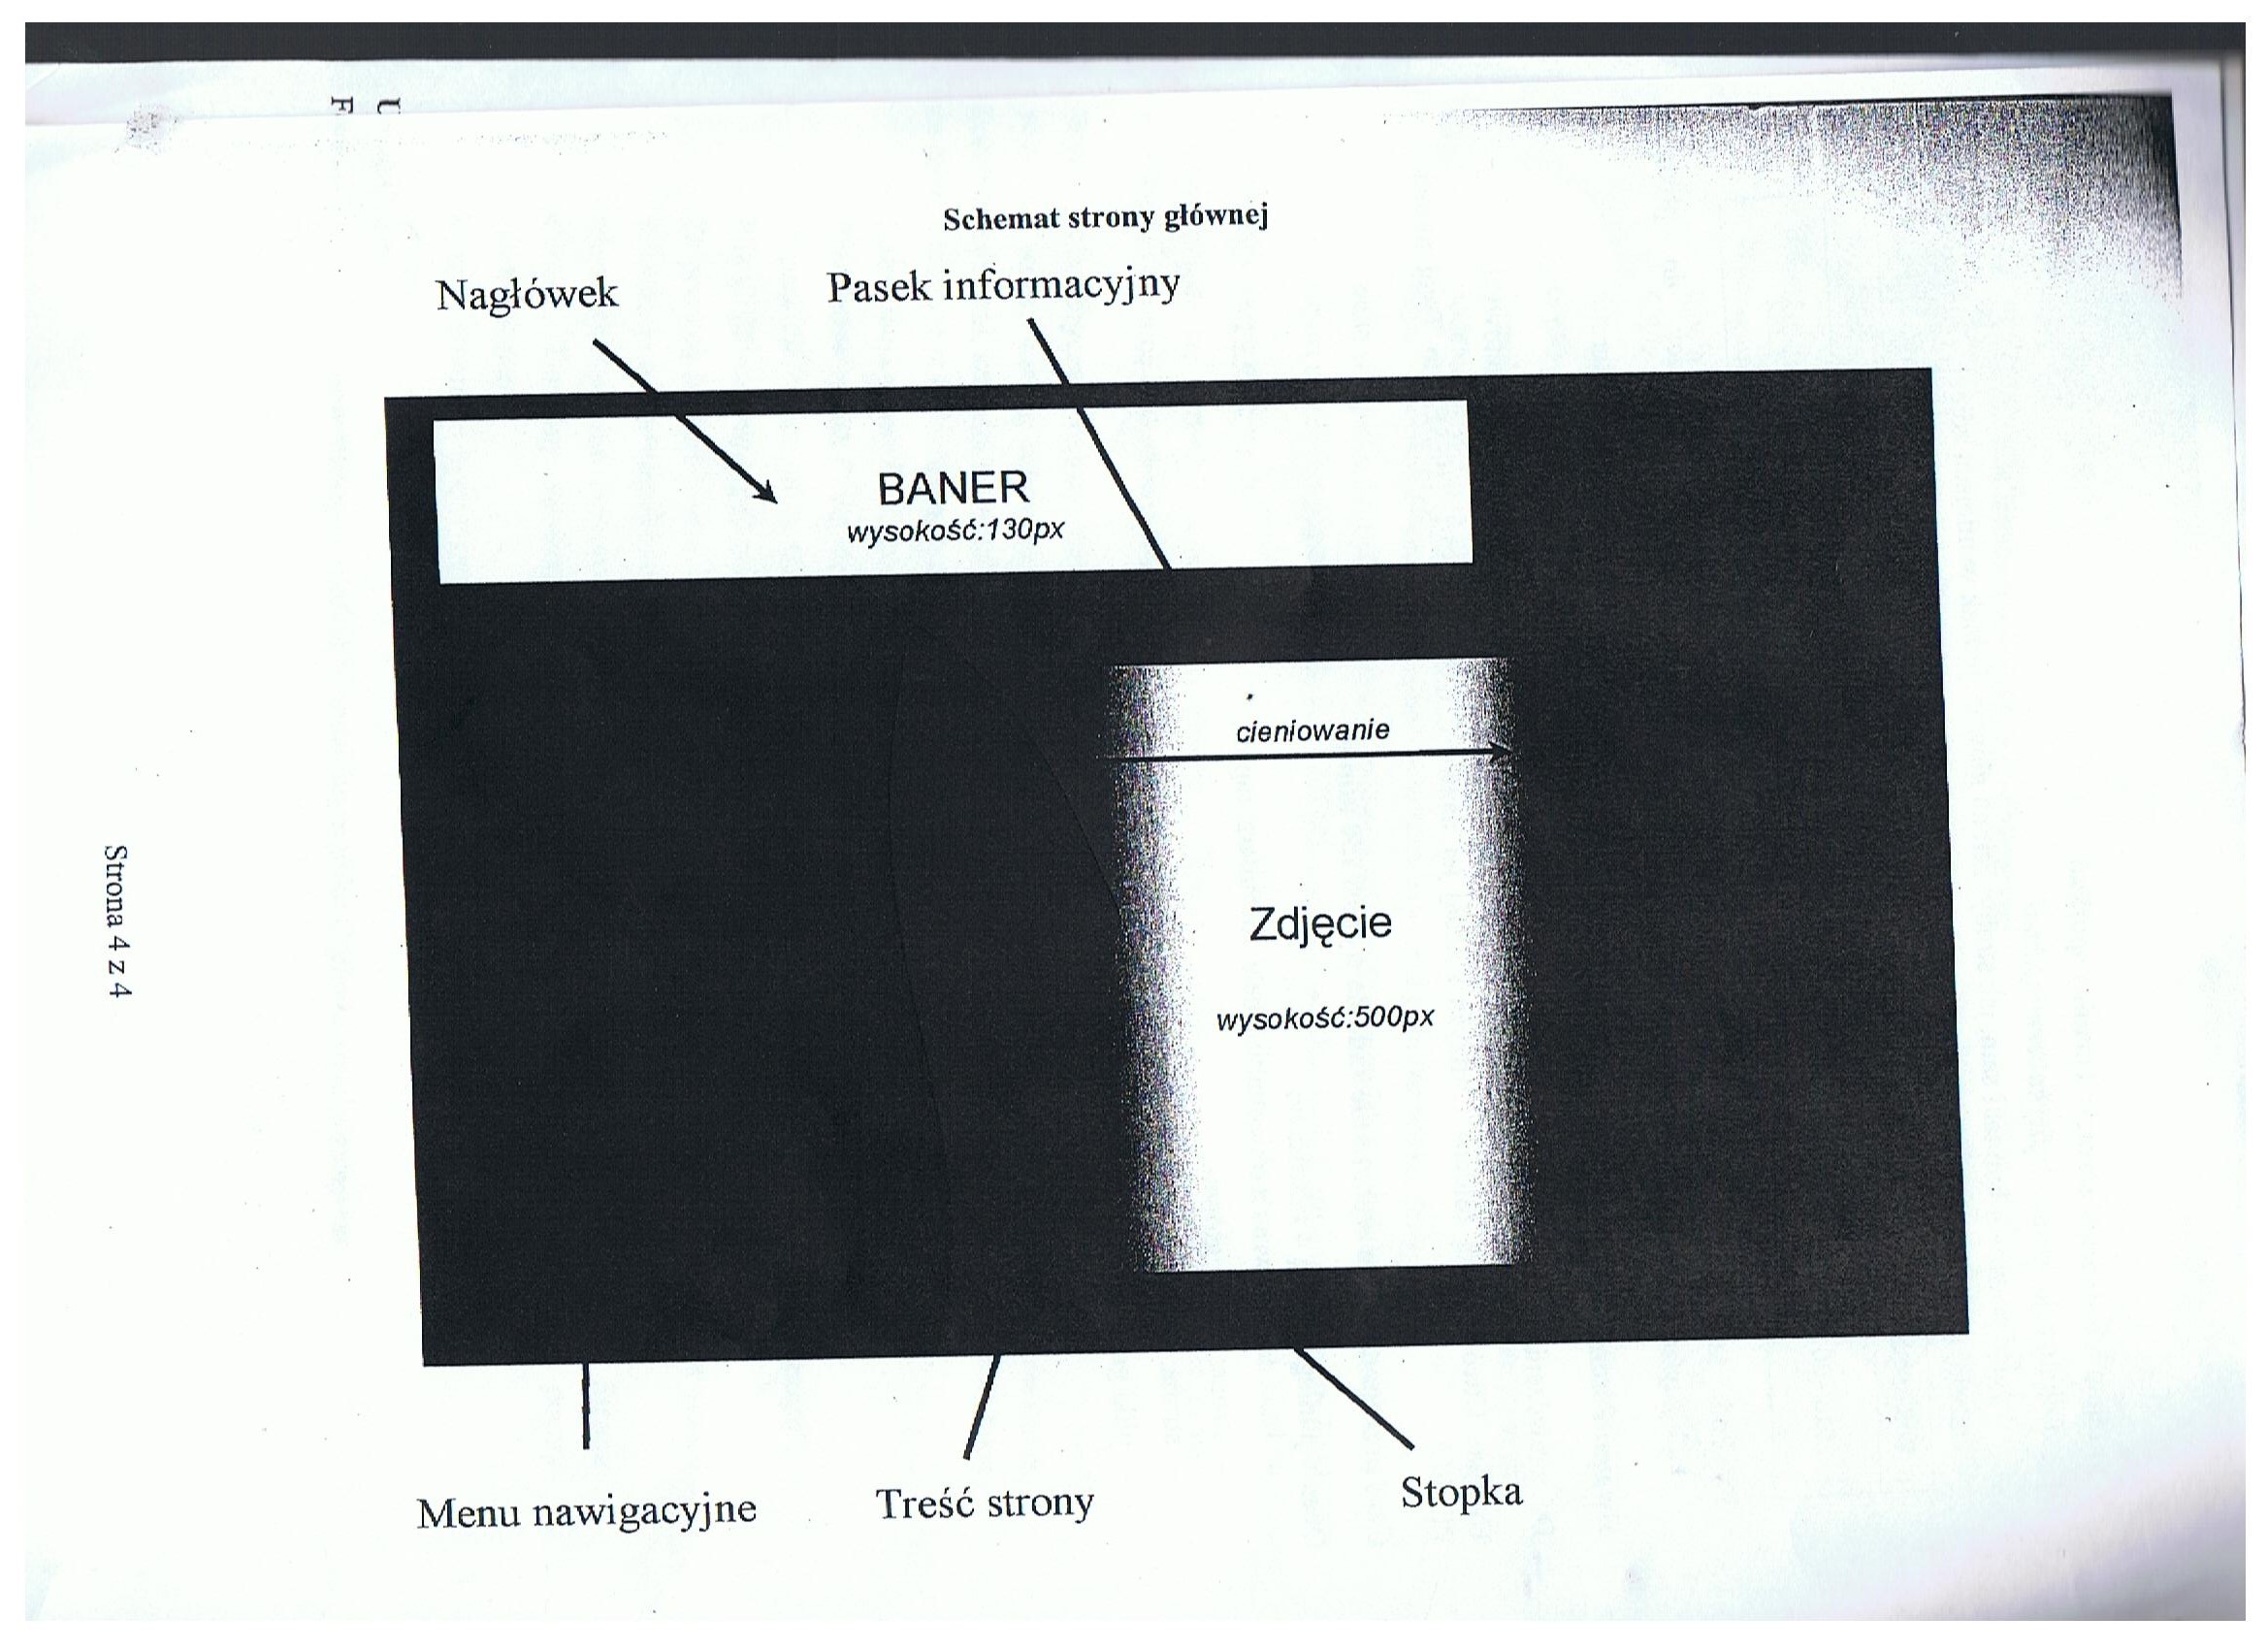 Schemat strony głównej
Nagłówek
Pasek informacyjny
BANER
wysokość:130px
cieniowanie
Zdjęcie
wysokość:500px
Menu nawigacyjne
Treść strony
Stopka
Strona 4 z 4